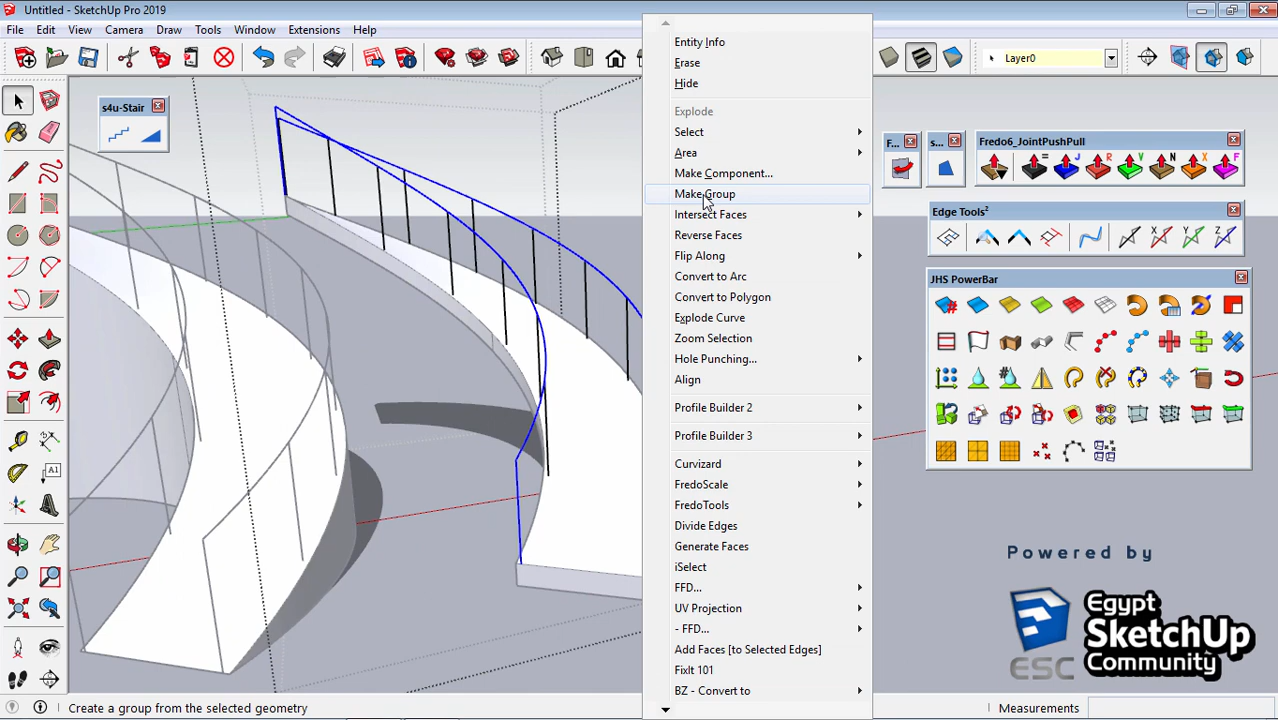 Untitled - SketchUp Pro 2019
File Edit View Camera Draw Tools Window Extensions Help
Layer0
s4u-Stair
F...
s...
Fredo6_JointPushPull
Edge Tools²
JHS PowerBar
Entity Info
Erase
Hide
Explode
Select
Area
Make Component...
Make Group
Intersect Faces
Reverse Faces
Flip Along
Convert to Arc
Convert to Polygon
Explode Curve
Zoom Selection
Hole Punching...
Align
Profile Builder 2
Profile Builder 3
Curvizard
FredoScale
FredoTools
Divide Edges
Generate Faces
iSelect
FFD...
UV Projection
- FFD...
Add Faces [to Selected Edges]
FixIt 101
BZ - Convert to
Powered by
Egypt
SketchUp
Community
ESC
Create a group from the selected geometry
Measurements